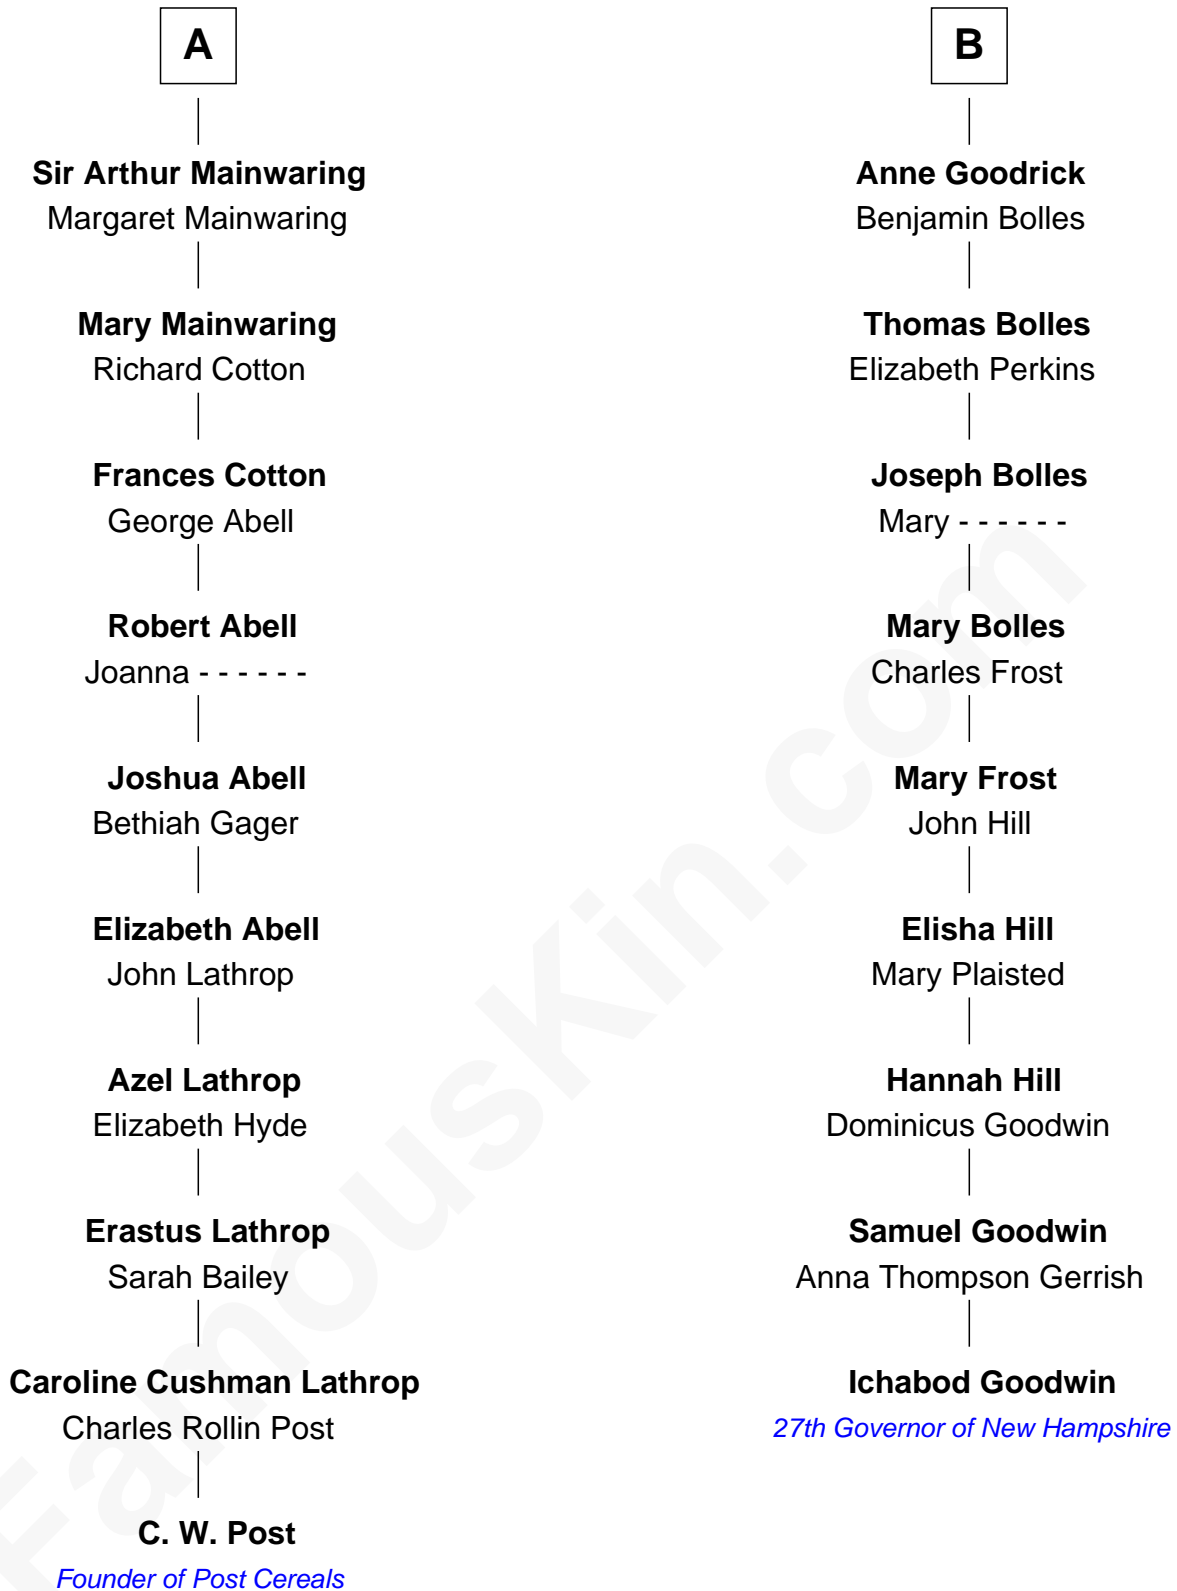 A
Sir Arthur Mainwaring
Margaret Mainwaring
Mary Mainwaring
Richard Cotton
Frances Cotton
George Abell
Robert Abell
Joanna - - - - - -
Joshua Abell
Bethiah Gager
Elizabeth Abell
John Lathrop
Azel Lathrop
Elizabeth Hyde
Erastus Lathrop
Sarah Bailey
Caroline Cushman Lathrop
Charles Rollin Post
C. W. Post
Founder of Post Cereals
B
Anne Goodrick
Benjamin Bolles
Thomas Bolles
Elizabeth Perkins
Joseph Bolles
Mary - - - - - -
Mary Bolles
Charles Frost
Mary Frost
John Hill
Elisha Hill
Mary Plaisted
Hannah Hill
Dominicus Goodwin
Samuel Goodwin
Anna Thompson Gerrish
Ichabod Goodwin
27th Governor of New Hampshire
FamousKin.com